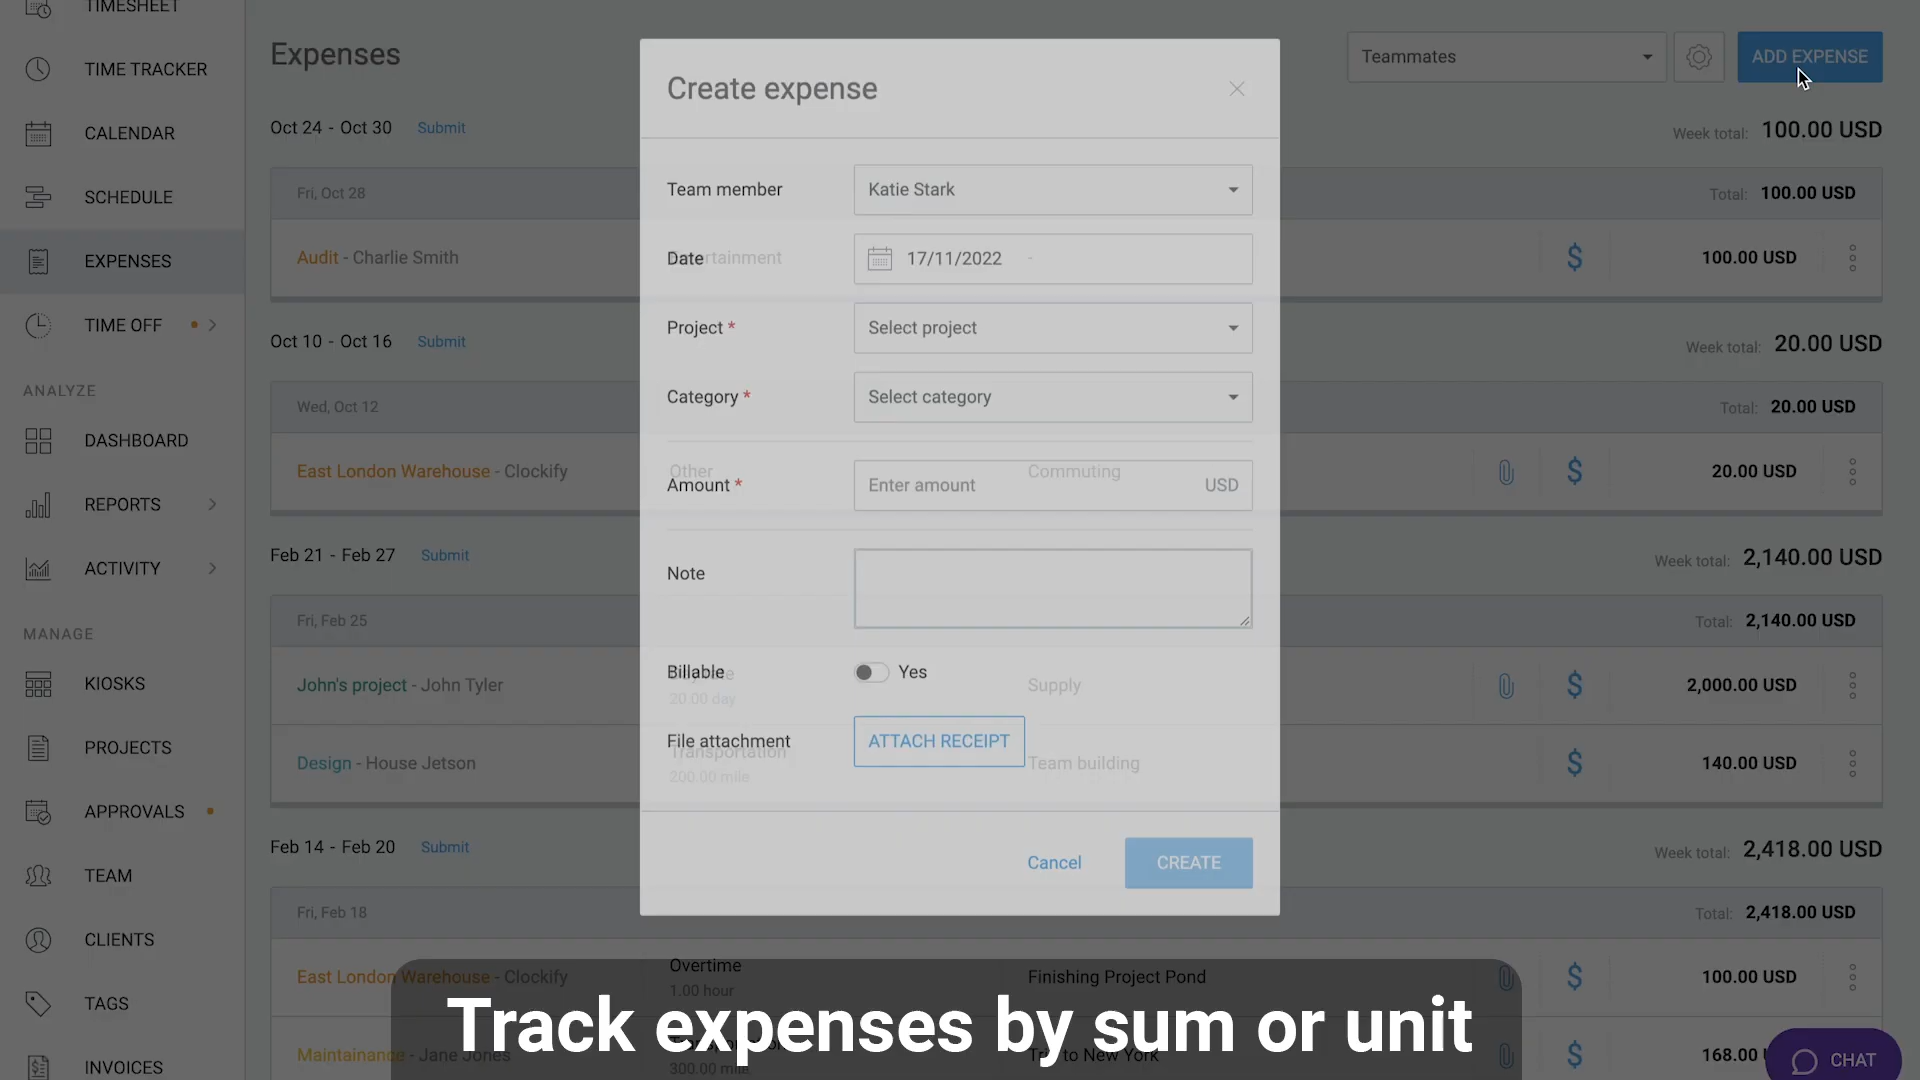 TIMESHEET
TIME TRACKER
CALENDAR
SCHEDULE
EXPENSES
TIME OFF
ANALYZE
DASHBOARD
REPORTS
ACTIVITY
MANAGE
KIOSKS
PROJECTS
APPROVALS
TEAM
CLIENTS
TAGS
INVOICES
Expenses
Teammates
ADD EXPENSE
Oct 24 - Oct 30 Submit
Week total: 100.00 USD
Fri, Oct 28
Total: 100.00 USD
Audit - Charlie Smith
100.00 USD
Oct 10 - Oct 16 Submit
Week total: 20.00 USD
Wed, Oct 12
Total: 20.00 USD
East London Warehouse - Clockify
Other
Commuting
20.00 USD
Feb 21 - Feb 27 Submit
Week total: 2,140.00 USD
Fri, Feb 25
Total: 2,140.00 USD
John's project - John Tyler
20.00 day
Supply
2,000.00 USD
Design - House Jetson
Transportation
200.00 mile
Team building
140.00 USD
Feb 14 - Feb 20 Submit
Week total: 2,418.00 USD
Fri, Feb 18
Total: 2,418.00 USD
East London Warehouse - Clockify
Overtime
1.00 hour
Finishing Project Pond
100.00 USD
Maintainance - Jane Jones
300.00 mile
Trip to New York
168.00
Create expense
Team member
Katie Stark
Date
17/11/2022
Project *
Select project
Category *
Select category
Amount *
Enter amount
USD
Note
Billable
Yes
File attachment
ATTACH RECEIPT
Cancel
CREATE
Track expenses by sum or unit
CHAT